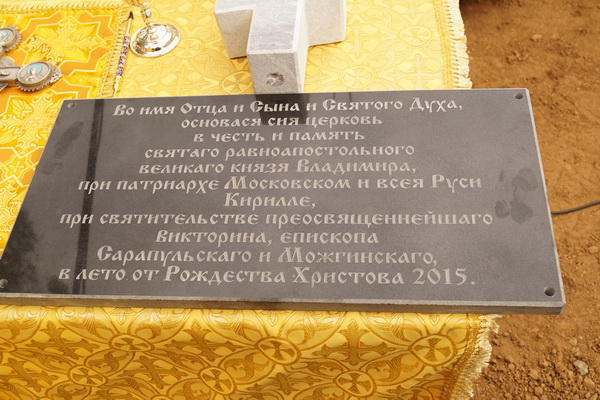 Во имя Отца и Сына и Святого Духа,
основася сия церковь
в честь и память
святаго равноапостольного
великаго князя Владимира,
при патриархе Московском и всея Руси
Кирилле,
при святительстве преосвященнейшаго
Викторина, епископа
Сарапульскаго и Можгинскаго,
в лето от Рождества Христова 2015.